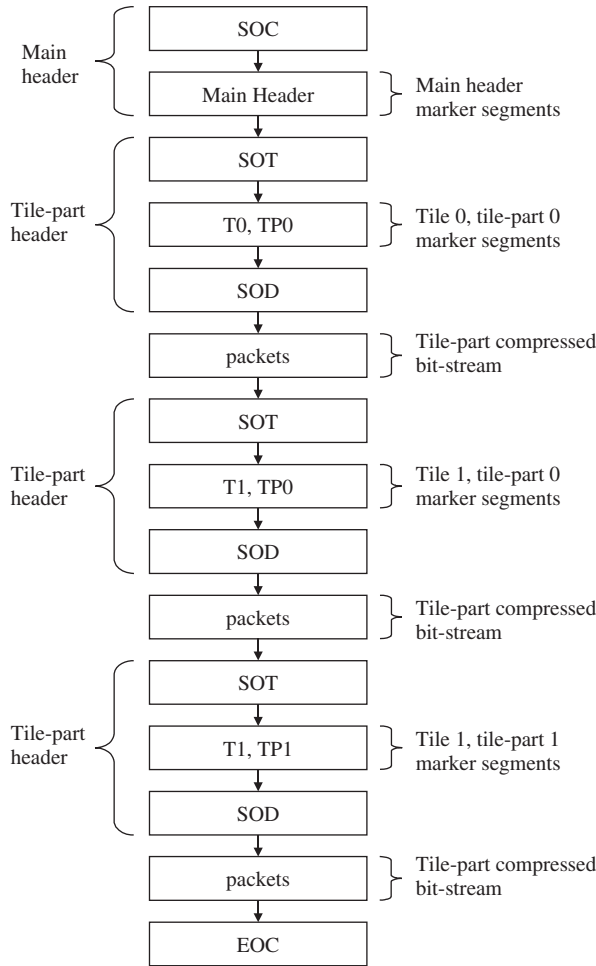 SOC
Main
header
Main Header
Main header
marker segments
SOT
Tile-part
header
T0, TP0
Tile 0, tile-part 0
marker segments
SOD
packets
Tile-part compressed
bit-stream
SOT
Tile-part
header
T1, TP0
Tile 1, tile-part 0
marker segments
SOD
packets
Tile-part compressed
bit-stream
SOT
Tile-part
header
T1, TP1
Tile 1, tile-part 1
marker segments
SOD
packets
Tile-part compressed
bit-stream
EOC